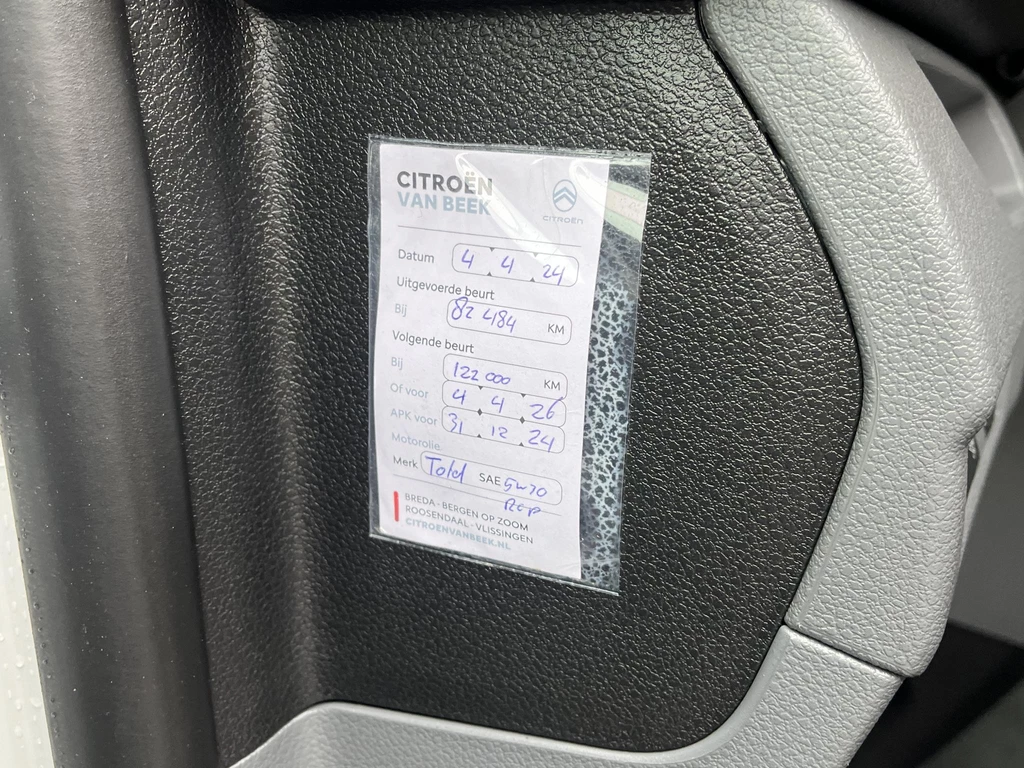 CITROËN
VAN BEEK
CITROËN
Datum 4 4 24
Uitgevoerde beurt
Bij 82 484 KM
Volgende beurt
Bij 122 000 KM
Of voor 4 4 26
APK voor 31 12 24
Motorolie
Merk SAE
BREDA - BERGEN OP ZOOM
ROOSENDAAL - VLISSINGEN
CITROENVANBEEK.NL